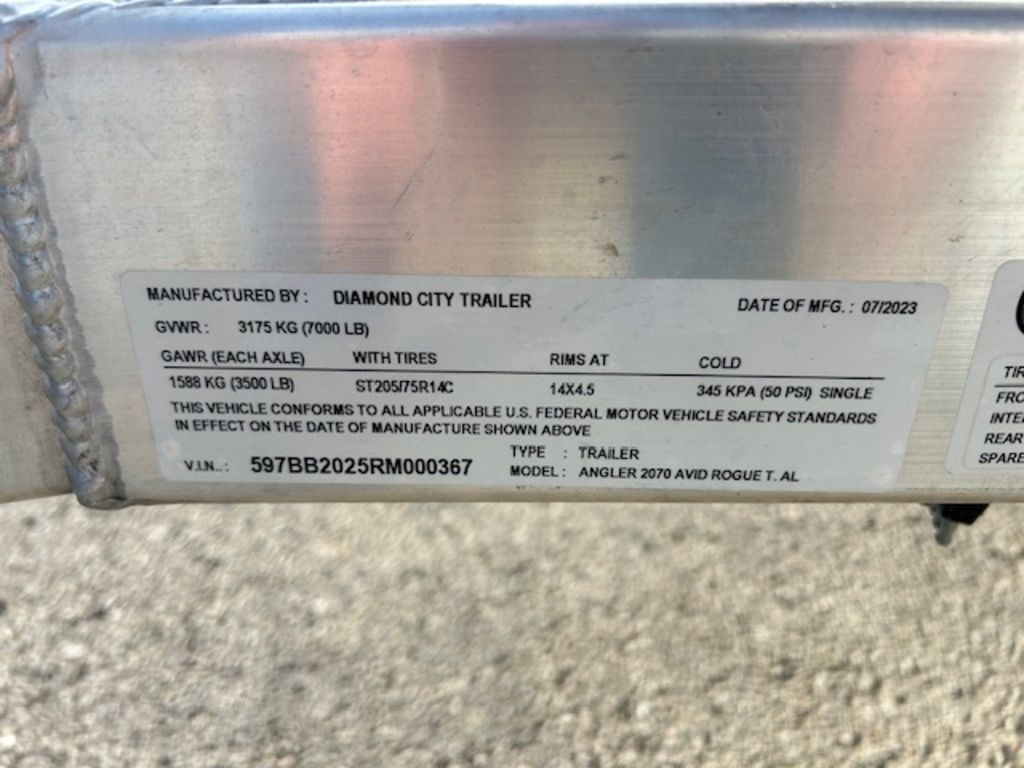 MANUFACTURED BY : DIAMOND CITY TRAILER DATE OF MFG. : 07/2023
GVWR : 3175 KG (7000 LB)
GAWR (EACH AXLE) WITH TIRES RIMS AT COLD
1588 KG (3500 LB) ST205/75R14C 14X4.5 345 KPA (50 PSI) SINGLE
THIS VEHICLE CONFORMS TO ALL APPLICABLE U.S. FEDERAL MOTOR VEHICLE SAFETY STANDARDS
IN EFFECT ON THE DATE OF MANUFACTURE SHOWN ABOVE
TYPE : TRAILER
V.I.N..: 597BB2025RM000367 MODEL : ANGLER 2070 AVID ROGUE T. AL
TIR
FRO
INTE
REAR
SPARE